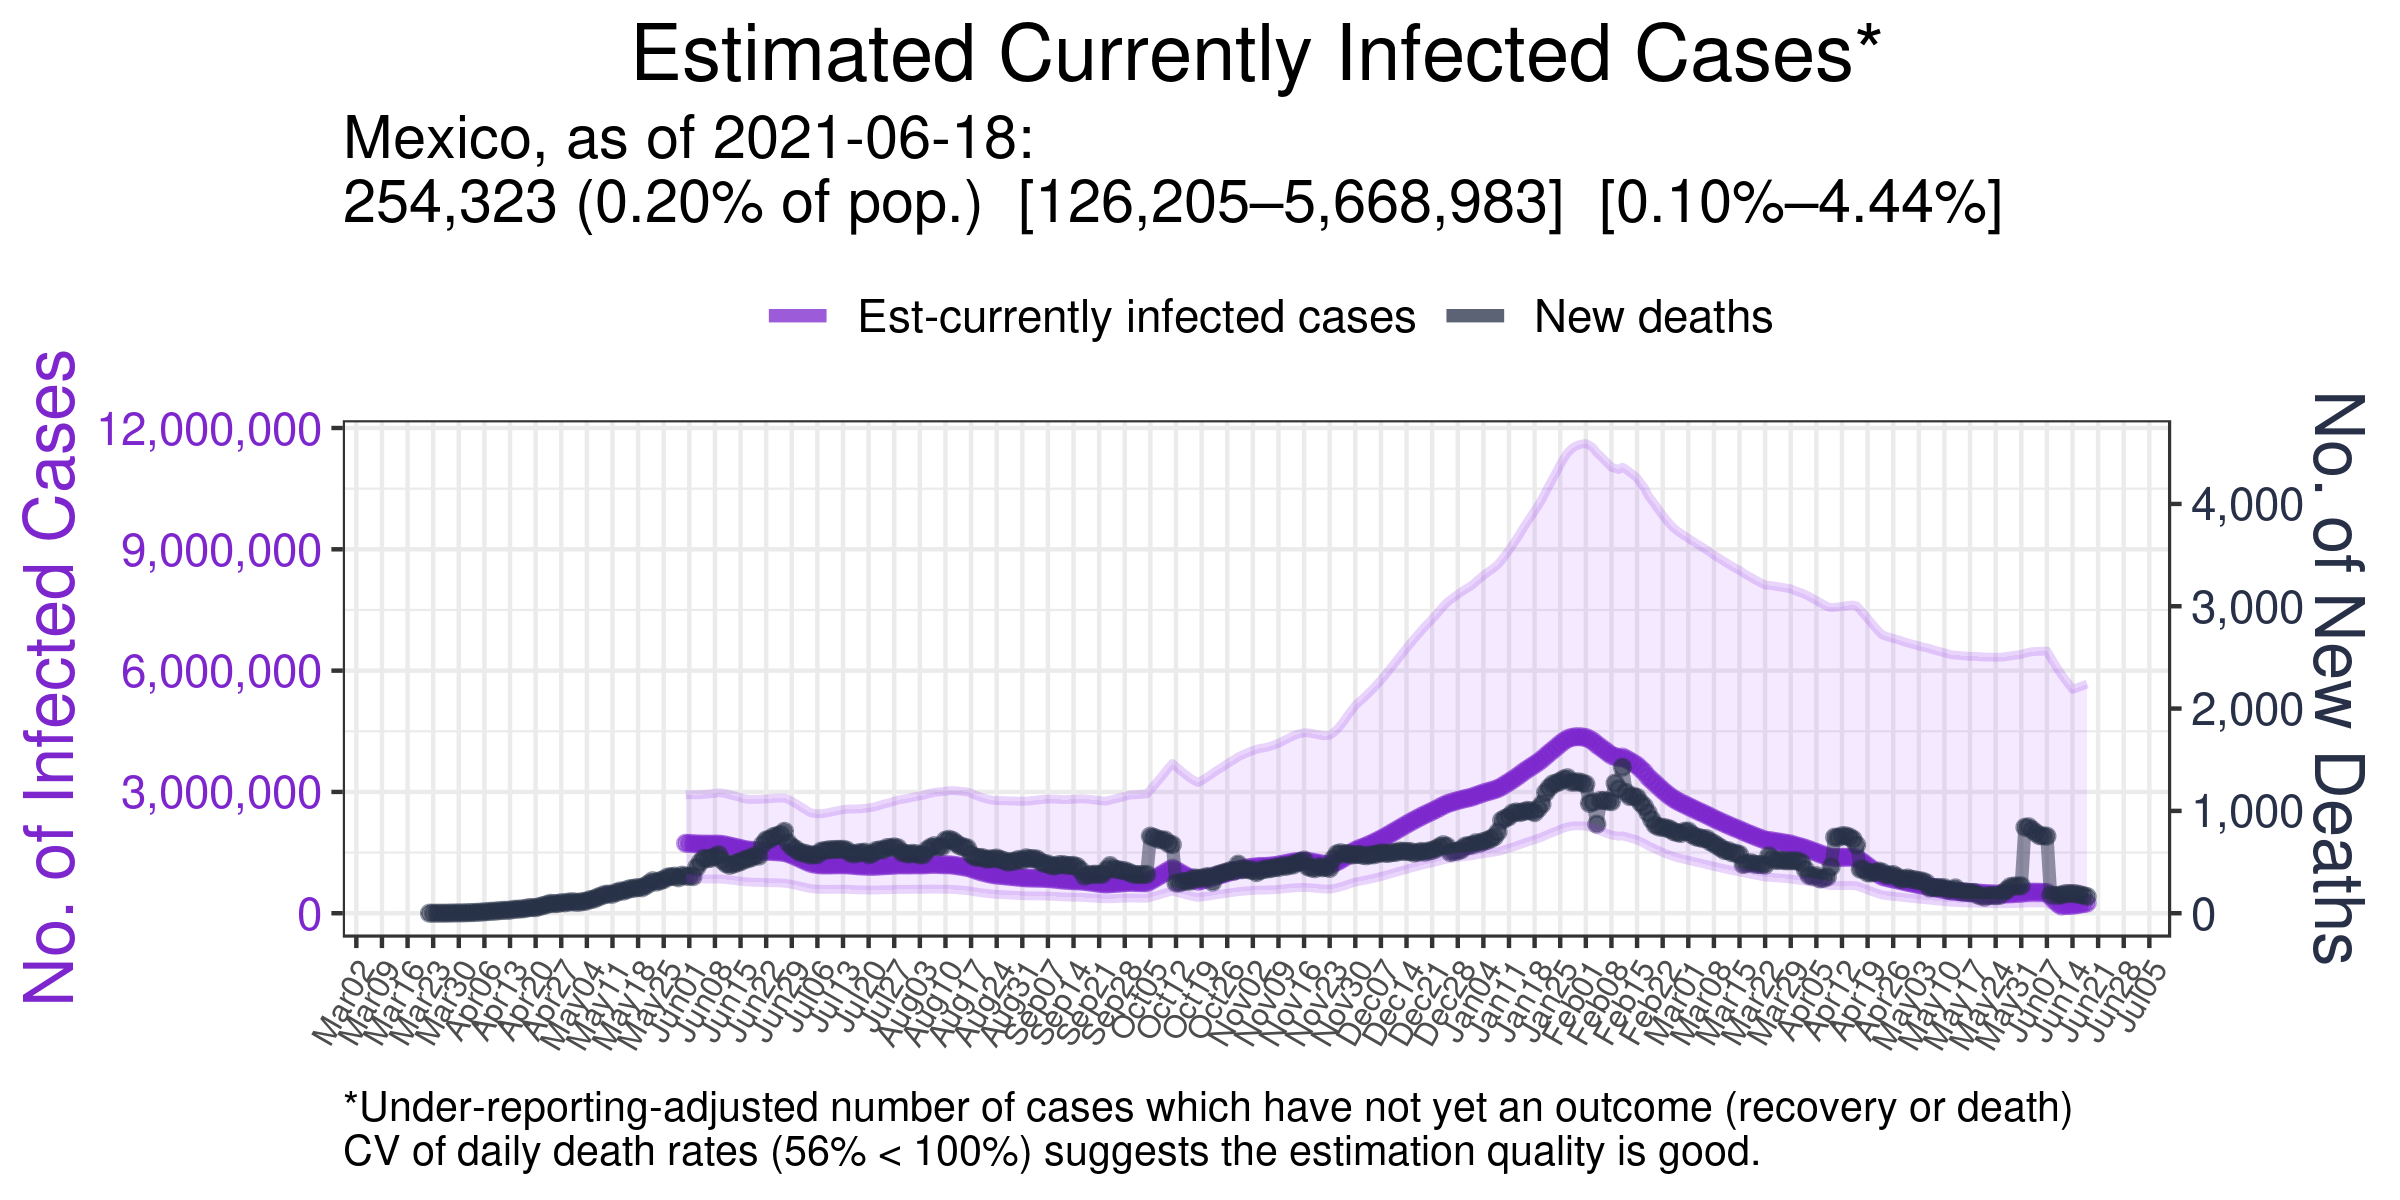 Estimated Currently Infected Cases*
Mexico, as of 2021-06-18:
254,323 (0.20% of pop.) [126,205–5,668,983] [0.10%–4.44%]
Est-currently infected cases New deaths
No. of Infected Cases
12,000,000
9,000,000
6,000,000
3,000,000
0
4,000
3,000
2,000
1,000
0
No. of New Deaths
Mar02 Mar09 Mar16 Mar23 Mar30 Apr06 Apr13 Apr20 Apr27 May04 May11 May18 May25 Jun01 Jun08 Jun15 Jun22 Jun29 Jul06 Jul13 Jul20 Jul27 Aug03 Aug10 Aug17 Aug24 Aug31 Sep07 Sep14 Sep21 Sep28 Oct05 Oct12 Oct19 Oct26 Nov02 Nov09 Nov16 Nov23 Nov30 Dec07 Dec14 Dec21 Dec28 Jan04 Jan11 Jan18 Jan25 Feb01 Feb08 Feb15 Feb22 Mar01 Mar08 Mar15 Mar22 Mar29 Apr05 Apr12 Apr19 Apr26 May03 May10 May17 May24 May31 Jun07 Jun14 Jun21 Jun28 Jul05
*Under-reporting-adjusted number of cases which have not yet an outcome (recovery or death)
CV of daily death rates (56% < 100%) suggests the estimation quality is good.